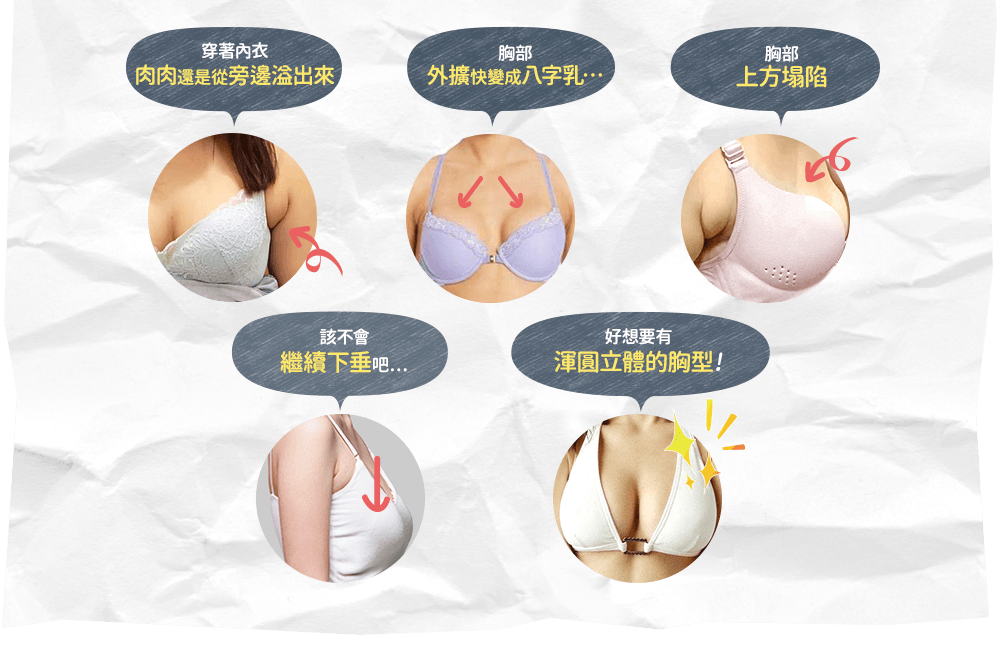 穿著內衣
肉肉還是從旁邊溢出來
胸部
外擴快變成八字乳…
胸部
上方塌陷
該不會
繼續下垂吧...
好想要有
渾圓立體的胸型!